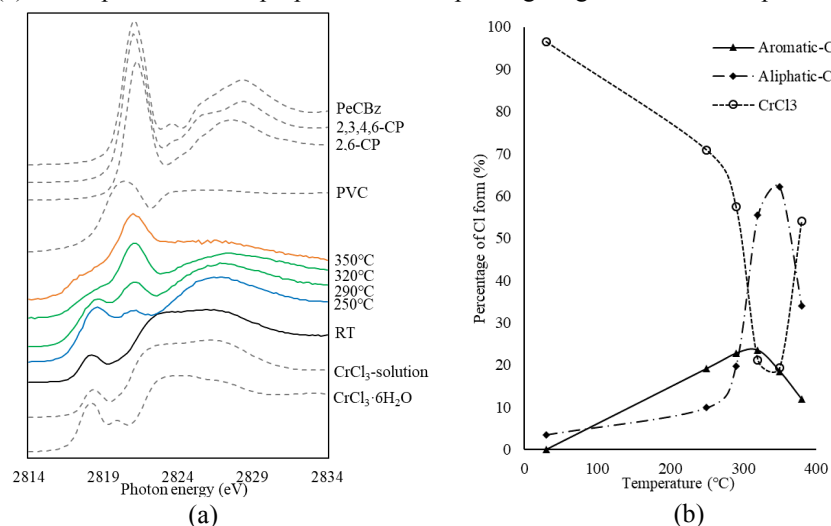 PeCBz
2,3,4,6-CP
2.6-CP
PVC
350℃
320℃
290℃
250℃
RT
CrCl₃-solution
CrCl₃·6H₂O
2814 2819 2824 2829 2834
Photon energy (eV)
(a)
100
90
80
70
60
50
40
30
20
10
0
Percentage of Cl form (%)
Aromatic-C
Aliphatic-C
CrCl3
0 100 200 300 400
Temperature (℃)
(b)